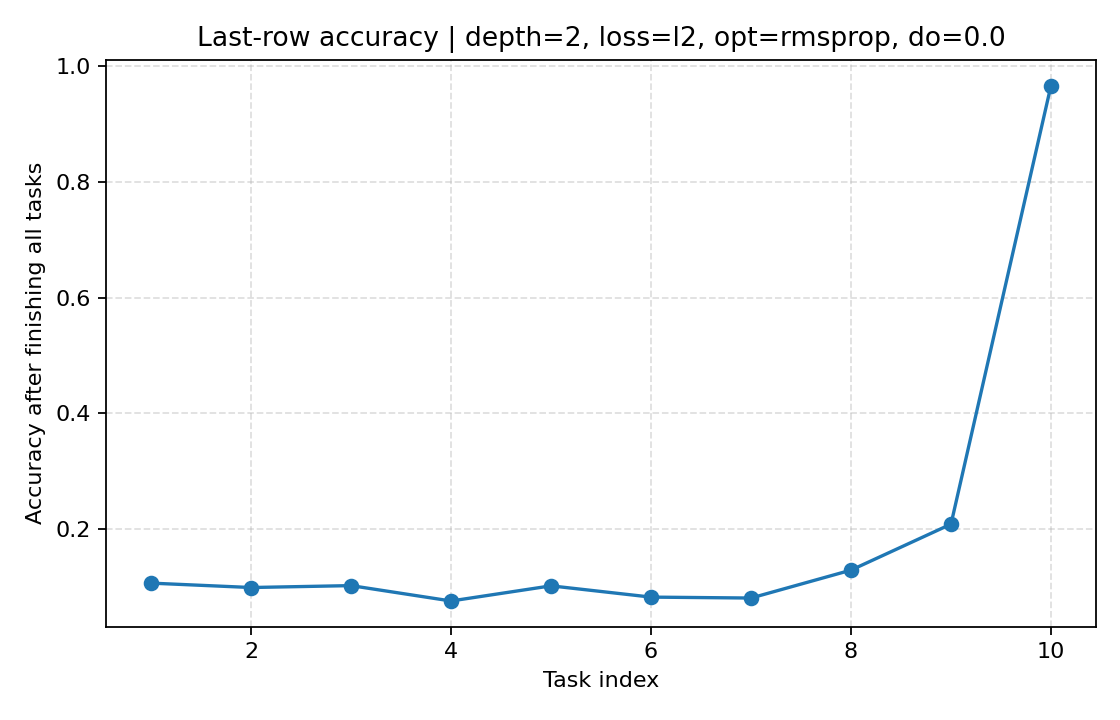 Last-row accuracy | depth=2, loss=l2, opt=rmsprop, do=0.0
Accuracy after finishing all tasks
1.0
0.8
0.6
0.4
0.2
2 4 6 8 10
Task index